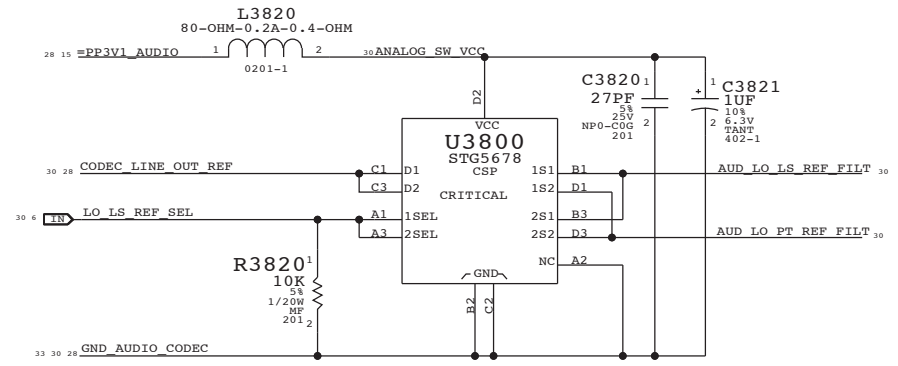 L3820
80-OHM-0.2A-0.4-OHM
28 15 =PP3V1_AUDIO 1 2 30 ANALOG_SW_VCC
0201-1
C3820 1
27PF
5%
25V
NP0-C0G 2
201
1 C3821
+ 1UF
10%
2 6.3V
TANT
402-1
D2
VCC
U3800
STG5678
CSP
CRITICAL
30 28 CODEC_LINE_OUT_REF C1 D1 1S1 B1 AUD_LO_LS_REF_FILT 30
C3 D2 1S2 D1
30 6 IN LO_LS_REF_SEL A1 1SEL 2S1 B3
A3 2SEL 2S2 D3 AUD_LO_PT_REF_FILT 30
NC A2
GND
B2 C2
R3820 1
10K
5%
1/20W
MF
201 2
33 30 28 GND_AUDIO_CODEC